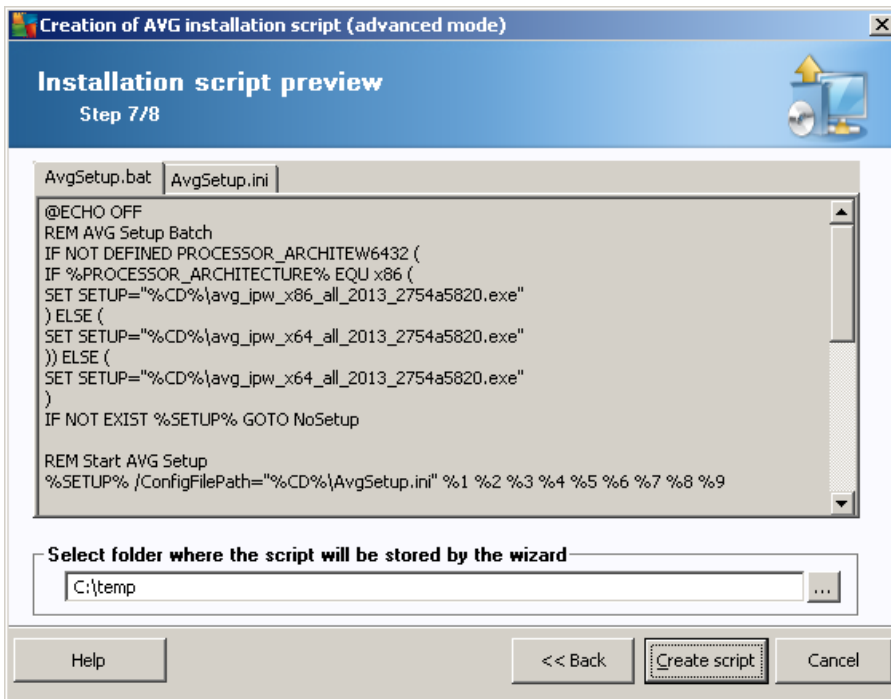 Creation of AVG installation script (advanced mode)
Installation script preview
Step 7/8
AvgSetup.bat AvgSetup.ini
@ECHO OFF
REM AVG Setup Batch
IF NOT DEFINED PROCESSOR_ARCHITEW6432 (
IF %PROCESSOR_ARCHITECTURE% EQU x86 (
SET SETUP="%CD%\avg_ipw_x86_all_2013_2754a5820.exe"
) ELSE (
SET SETUP="%CD%\avg_ipw_x64_all_2013_2754a5820.exe"
)) ELSE (
SET SETUP="%CD%\avg_ipw_x64_all_2013_2754a5820.exe"
)
IF NOT EXIST %SETUP% GOTO NoSetup
REM Start AVG Setup
%SETUP% /ConfigFilePath="%CD%\AvgSetup.ini" %1 %2 %3 %4 %5 %6 %7 %8 %9
Select folder where the script will be stored by the wizard
C:\temp
...
Help << Back Create script Cancel